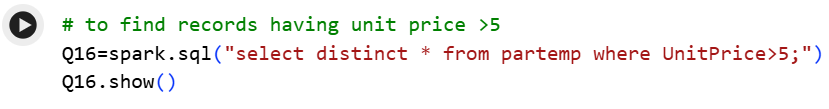 # to find records having unit price >5
Q16=spark.sql("select distinct * from partemp where UnitPrice>5;")
Q16.show()